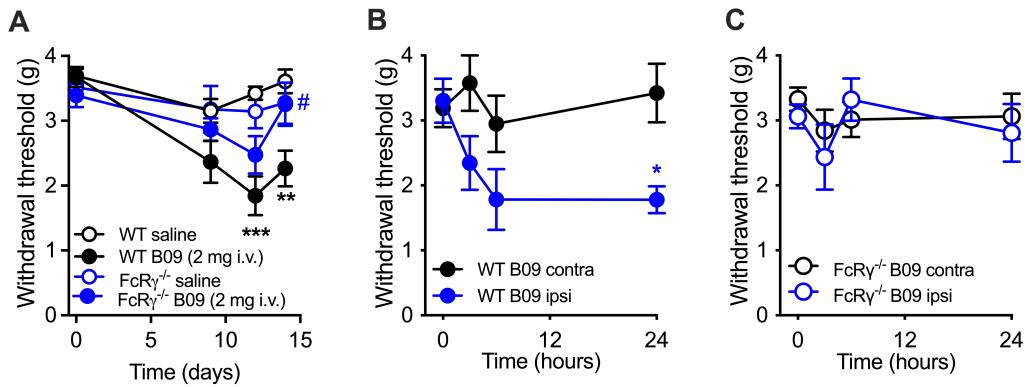 A
Withdrawal threshold (g)
4
3
2
1
0
0
5
10
15
Time (days)
#
**
***
WT saline
WT B09 (2 mg i.v.)
FcRγ-/- saline
FcRγ-/- B09 (2 mg i.v.)
B
Withdrawal threshold (g)
4
3
2
1
0
0
12
24
Time (hours)
*
WT B09 contra
WT B09 ipsi
C
Withdrawal threshold (g)
4
3
2
1
0
0
12
24
Time (hours)
FcRγ-/- B09 contra
FcRγ-/- B09 ipsi